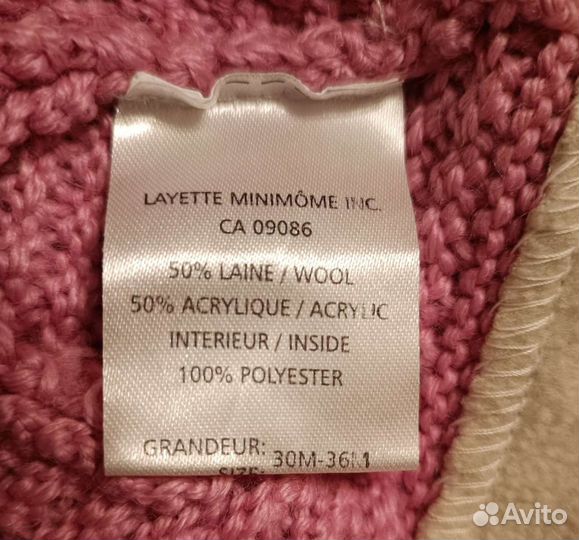 LAYETTE MINIMÔME INC.
CA 09086
50% LAINE / WOOL
50% ACRYLIQUE / ACRYLIC
INTERIEUR / INSIDE
100% POLYESTER
GRANDEUR: 30M-36M
SIZE:
Avito